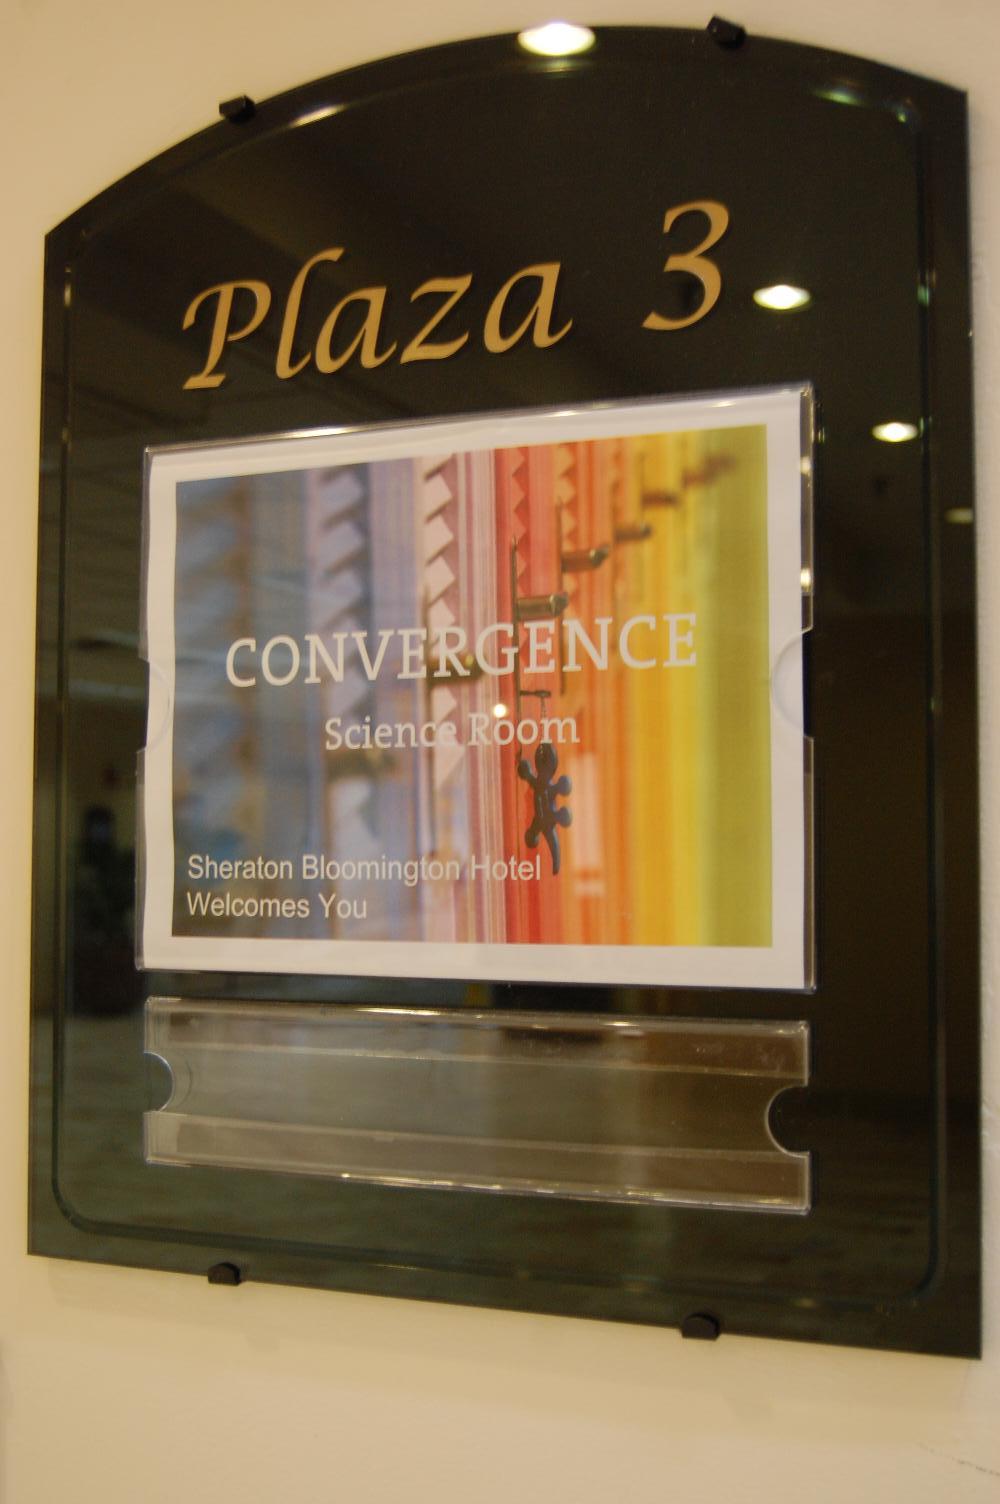 Plaza 3
CONVERGENCE
Science Room
Sheraton Bloomington Hotel
Welcomes You